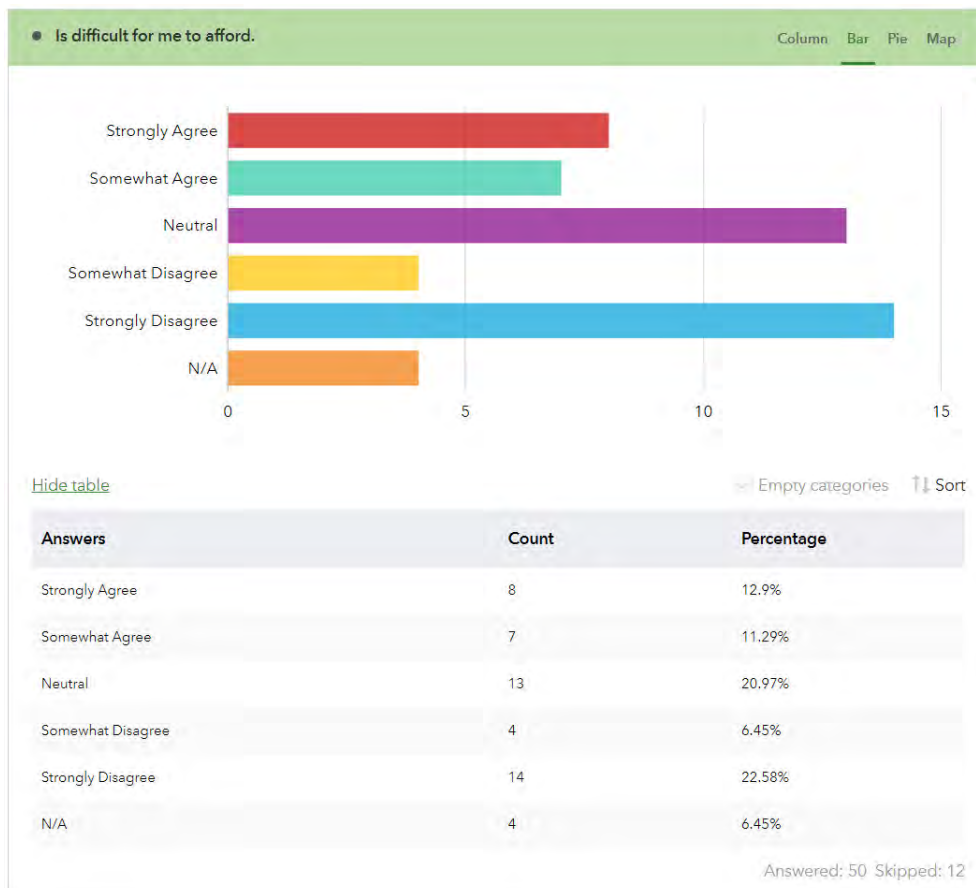 Is difficult for me to afford.
Column Bar Pie Map
Strongly Agree
Somewhat Agree
Neutral
Somewhat Disagree
Strongly Disagree
N/A
0 5 10 15
Hide table
Empty categories Sort
Answers Count Percentage
Strongly Agree 8 12.9%
Somewhat Agree 7 11.29%
Neutral 13 20.97%
Somewhat Disagree 4 6.45%
Strongly Disagree 14 22.58%
N/A 4 6.45%
Answered: 50 Skipped: 12